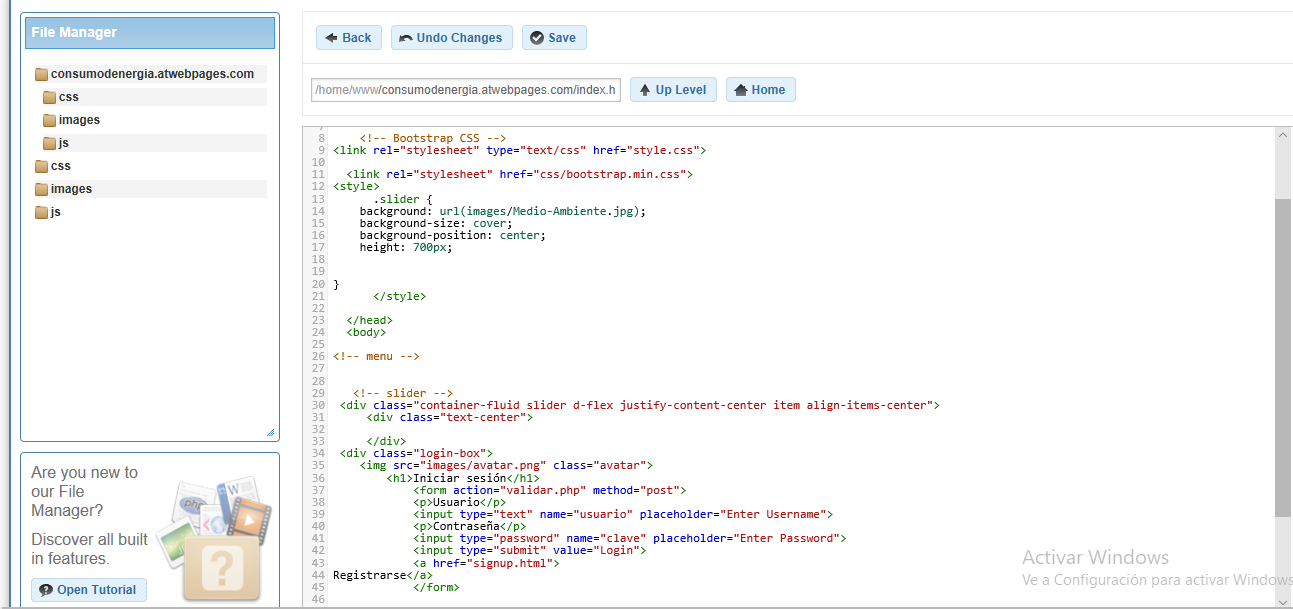 File Manager
consumodenergia.atwebpages.com
css
images
js
css
images
js
Are you new to
our File
Manager?
Discover all built
in features.
Open Tutorial
Back Undo Changes Save
/home/www/consumodenergia.atwebpages.com/index.h Up Level Home
8 <!-- Bootstrap CSS -->
9 <link rel="stylesheet" type="text/css" href="style.css">
10
11 <link rel="stylesheet" href="css/bootstrap.min.css">
12 <style>
13 .slider {
14 background: url(images/Medio-Ambiente.jpg);
15 background-size: cover;
16 background-position: center;
17 height: 700px;
18
19
20 }
21 </style>
22
23 </head>
24 <body>
25
26 <!-- menu -->
27
28
29 <!-- slider -->
30 <div class="container-fluid slider d-flex justify-content-center item align-items-center">
31 <div class="text-center">
32
33 </div>
34 <div class="login-box">
35 <img src="images/avatar.png" class="avatar">
36 <h1>Iniciar sesión</h1>
37 <form action="validar.php" method="post">
38 <p>Usuario</p>
39 <input type="text" name="usuario" placeholder="Enter Username">
40 <p>Contraseña</p>
41 <input type="password" name="clave" placeholder="Enter Password">
42 <input type="submit" value="Login">
43 <a href="signup.html">
44 Registrarse</a>
45 </form>
46
Activar Windows
Ve a Configuración para activar Windows